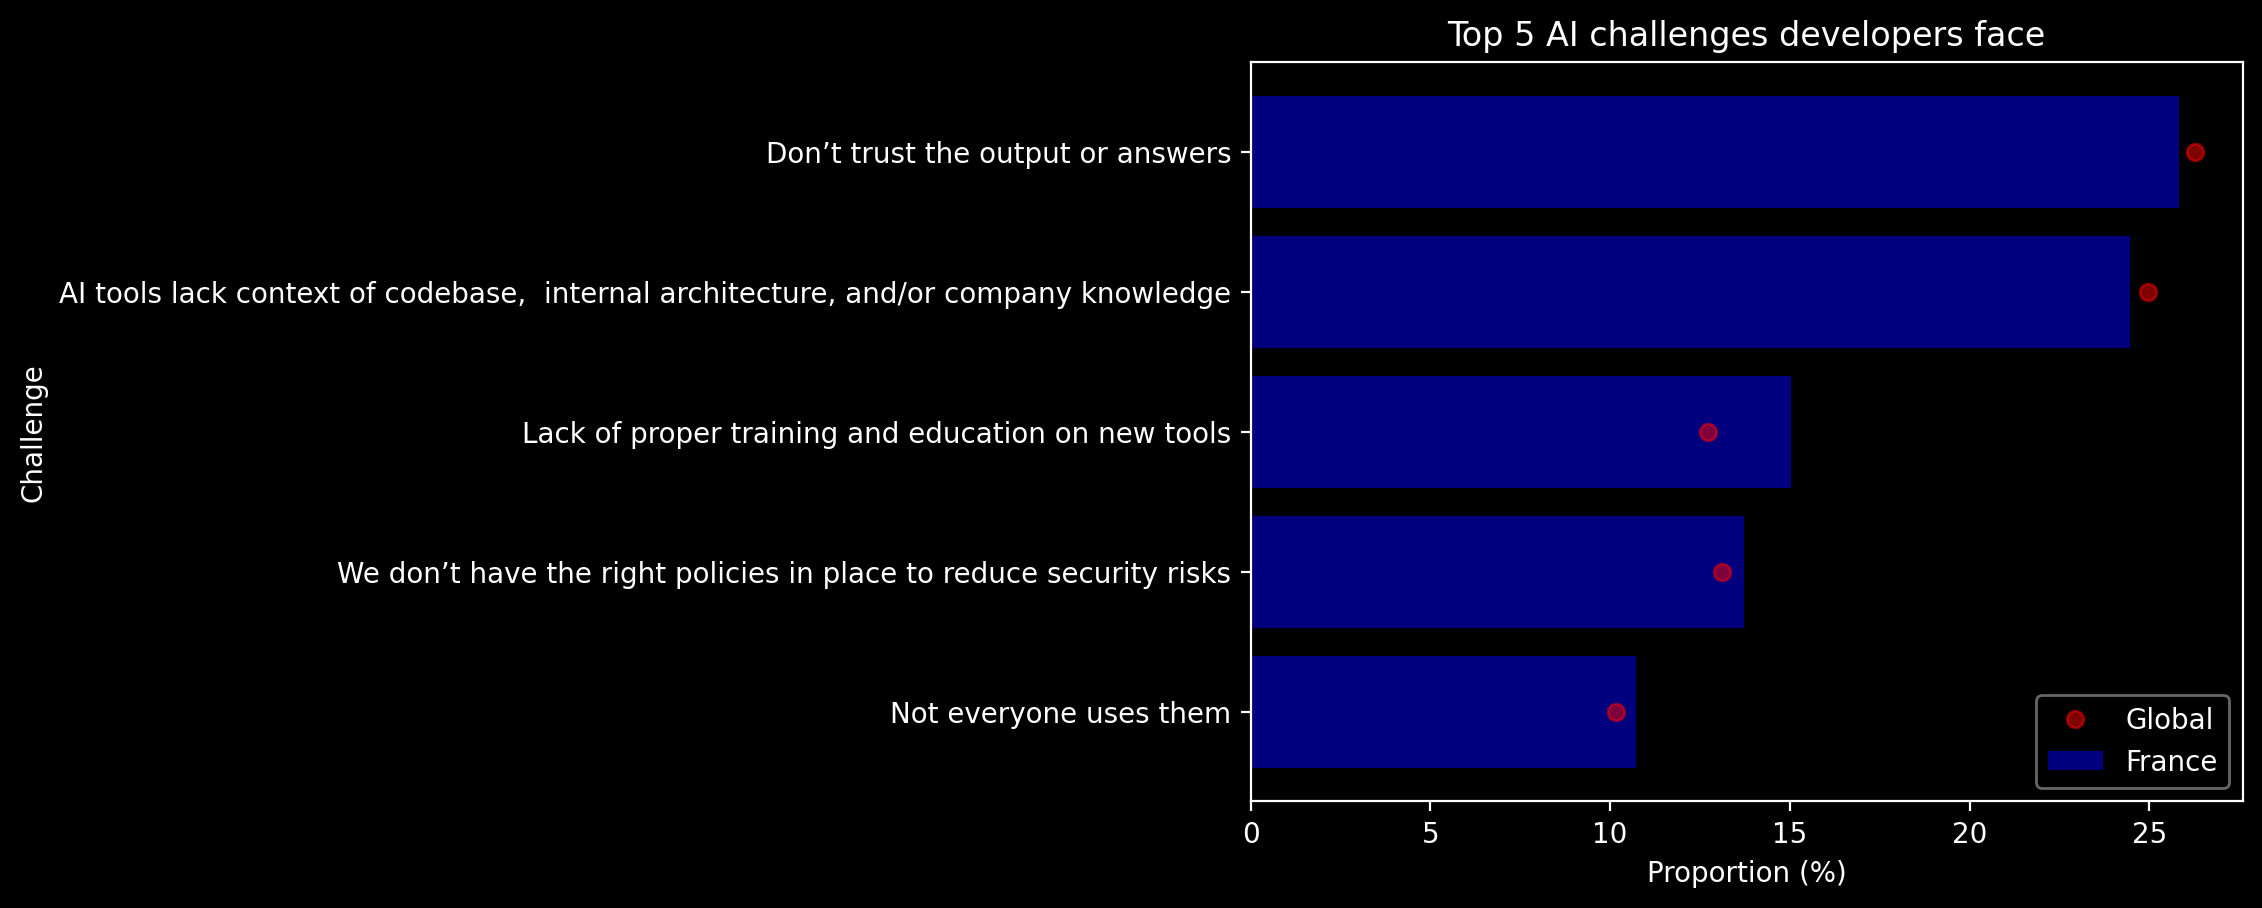 Top 5 AI challenges developers face
Don’t trust the output or answers
AI tools lack context of codebase,  internal architecture, and/or company knowledge
Lack of proper training and education on new tools
We don’t have the right policies in place to reduce security risks
Not everyone uses them
Challenge
Global
France
0 5 10 15 20 25
Proportion (%)